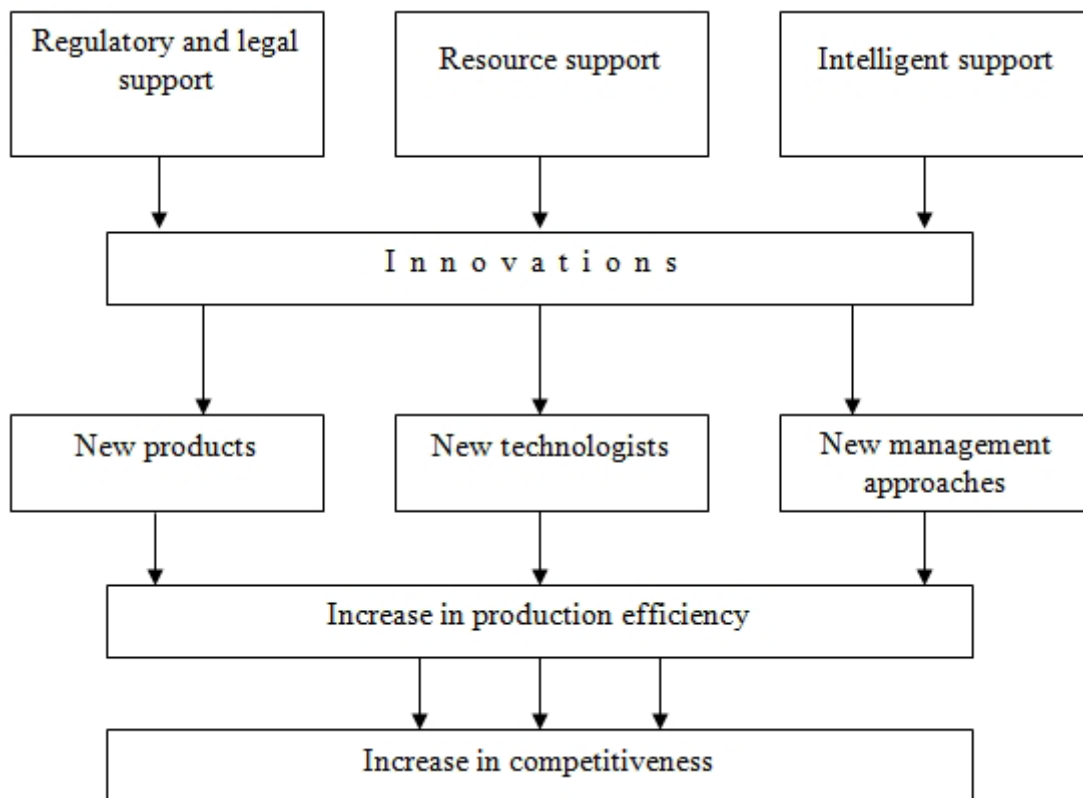 Regulatory and legal
support
Resource support
Intelligent support
Innovations
New products
New technologists
New management
approaches
Increase in production efficiency
Increase in competitiveness